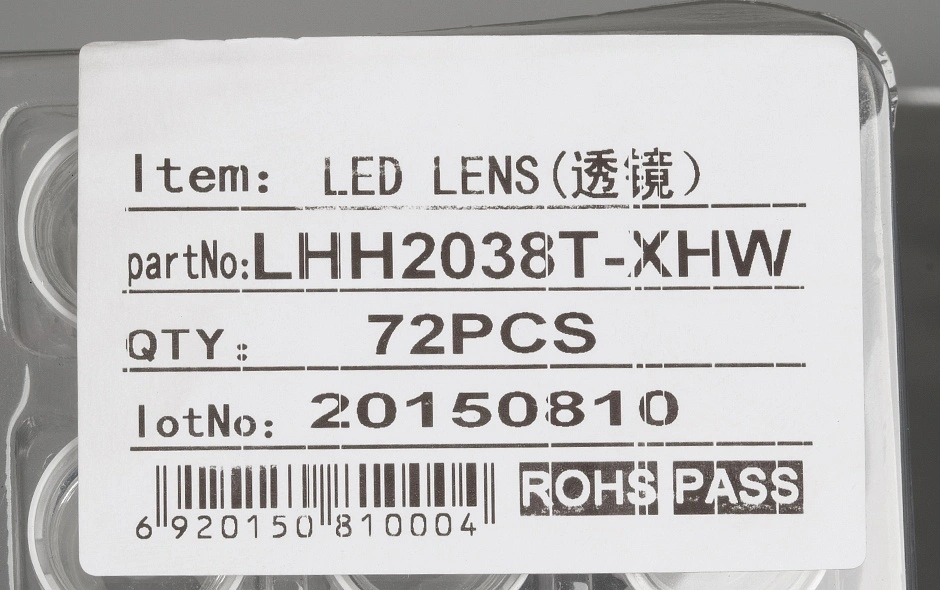 Item: LED LENS(透镜)
partNo:LHH2038T-XHW
QTY: 72PCS
lotNo: 20150810
ROHS PASS
6 920150 810004